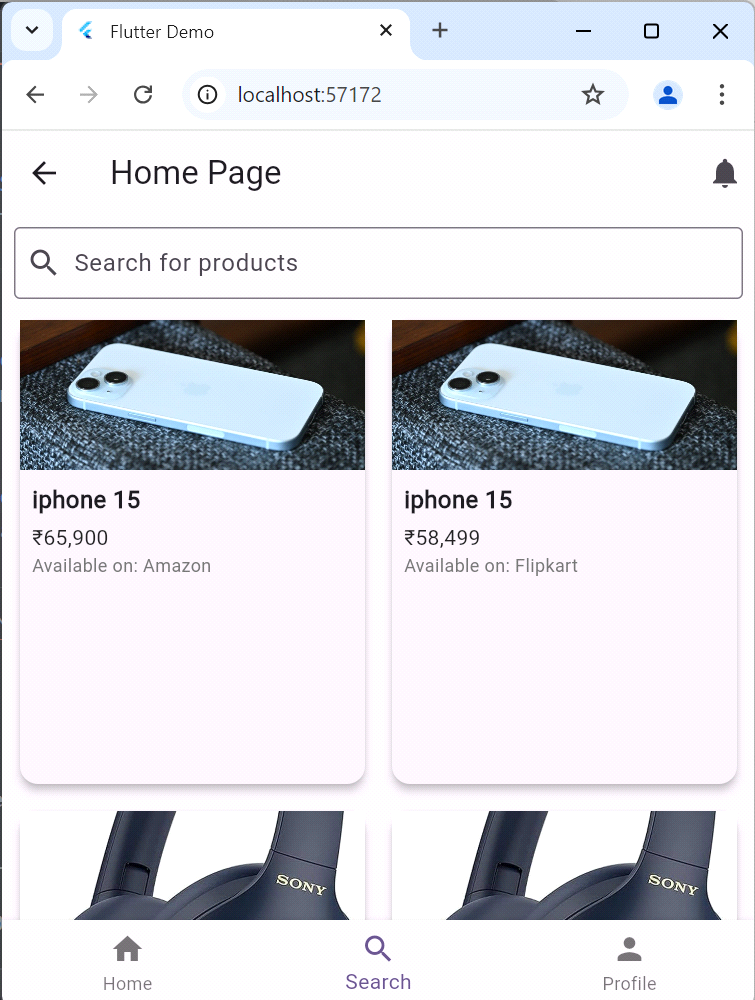 Flutter Demo
localhost:57172
Home Page
Search for products
iphone 15
₹65,900
Available on: Amazon
iphone 15
₹58,499
Available on: Flipkart
SONY
SONY
Home
Search
Profile